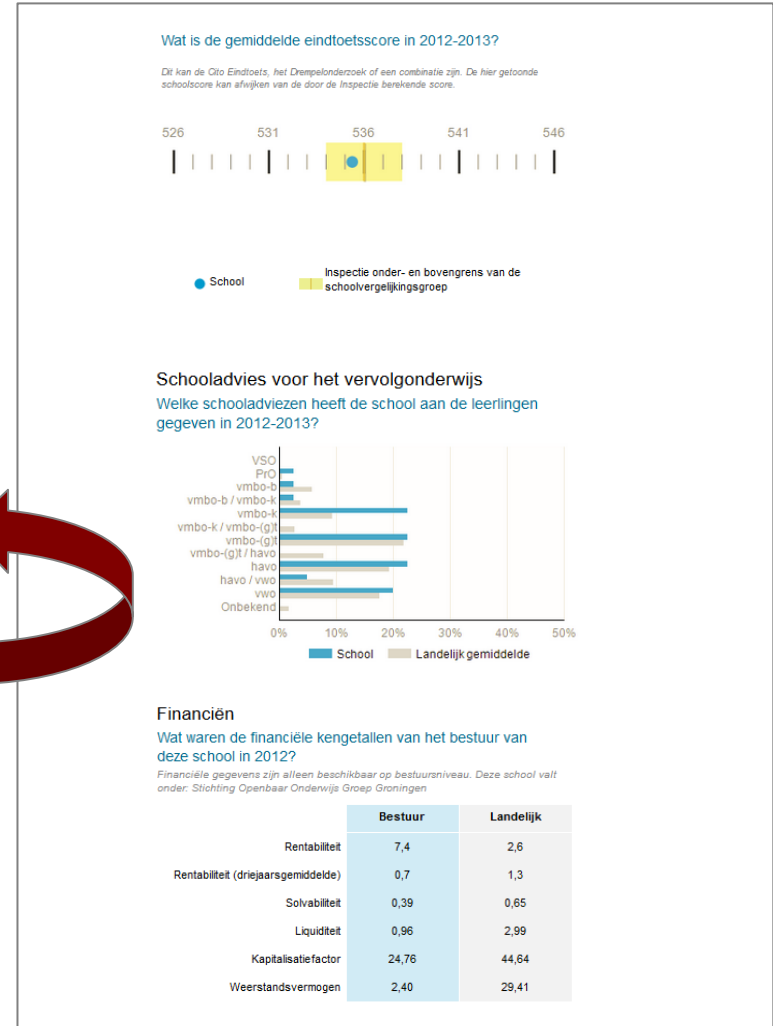 Wat is de gemiddelde eindtoetsscore in 2012-2013?
Dit kan de Cito Eindtoets, het Drempelonderzoek of een combinatie zijn. De hier getoonde
schoolscore kan afwijken van de door de Inspectie berekende score.
526 531 536 541 546
School
Inspectie onder- en bovengrens van de
schoolvergelijkingsgroep
Schooladvies voor het vervolgonderwijs
Welke schooladviezen heeft de school aan de leerlingen
gegeven in 2012-2013?
VSO
PrO
vmbo-b
vmbo-b / vmbo-k
vmbo-k
vmbo-k / vmbo-(g)t
vmbo-(g)t
vmbo-(g)t / havo
havo
havo / vwo
vwo
Onbekend
0% 10% 20% 30% 40% 50%
School Landelijk gemiddelde
Financiën
Wat waren de financiële kengetallen van het bestuur van
deze school in 2012?
Financiële gegevens zijn alleen beschikbaar op bestuursniveau. Deze school valt
onder: Stichting Openbaar Onderwijs Groep Groningen
Bestuur Landelijk
Rentabiliteit 7,4 2,6
Rentabiliteit (driejaarsgemiddelde) 0,7 1,3
Solvabiliteit 0,39 0,65
Liquiditeit 0,96 2,99
Kapitalisatiefactor 24,76 44,64
Weerstandsvermogen 2,40 29,41